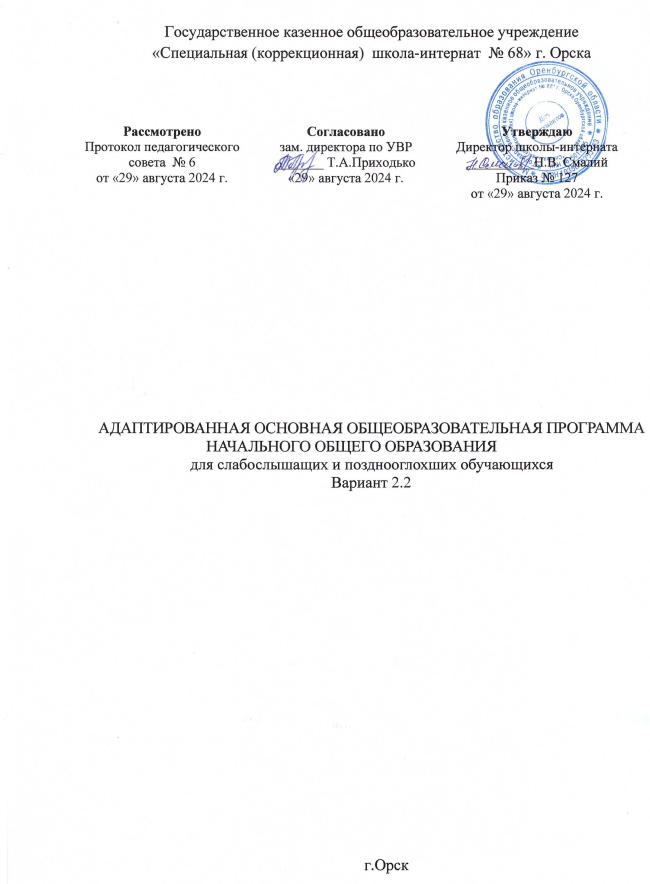 Государственное казенное общеобразовательное учреждение
«Специальная (коррекционная) школа-интернат № 68» г. Орска
Рассмотрено
Протокол педагогического
совета № 6
от «29» августа 2024 г.
Согласовано
зам. директора по УВР
Т.А.Приходько
«29» августа 2024 г.
Утверждаю
Директор школы-интерната
Н.В. Смалий
Приказ № 127
от «29» августа 2024 г.
АДАПТИРОВАННАЯ ОСНОВНАЯ ОБЩЕОБРАЗОВАТЕЛЬНАЯ ПРОГРАММА
НАЧАЛЬНОГО ОБЩЕГО ОБРАЗОВАНИЯ
для слабослышащих и позднооглохших обучающихся
Вариант 2.2
г.Орск